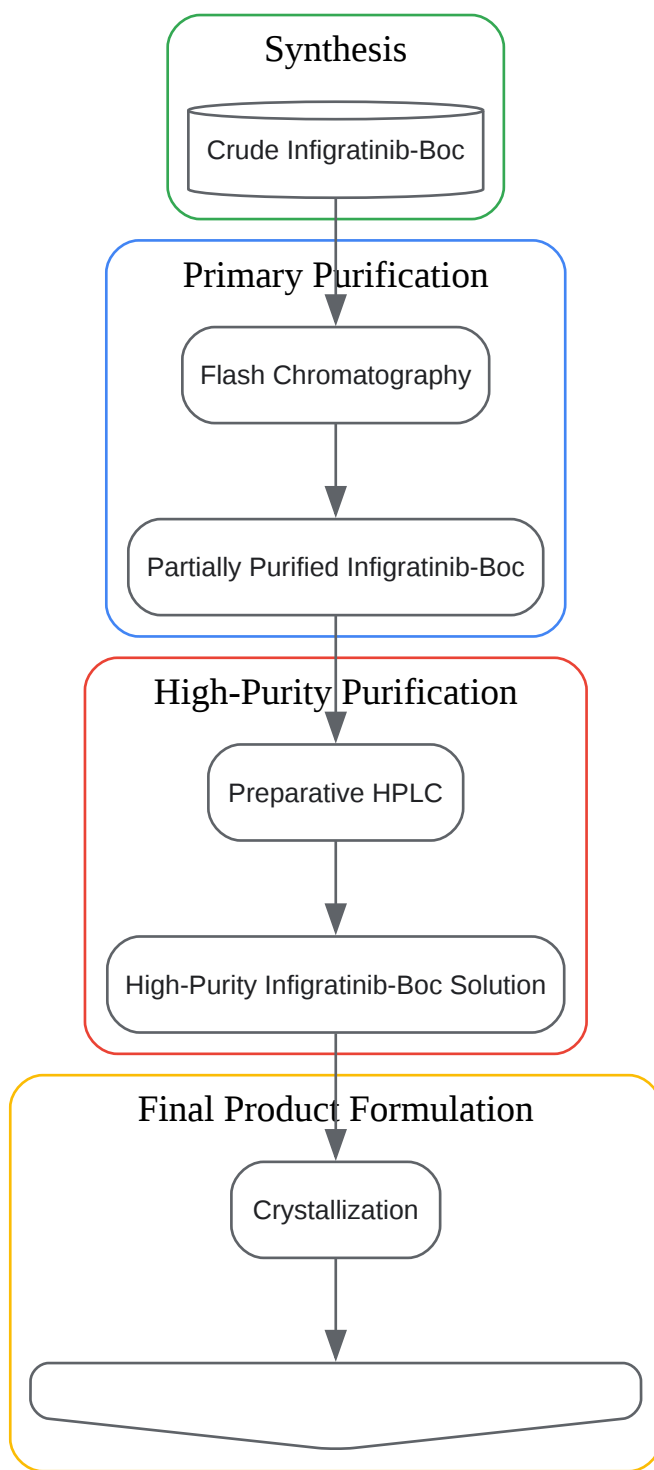 Synthesis
Crude Infigratinib-Boc
Primary Purification
Flash Chromatography
Partially Purified Infigratinib-Boc
High-Purity Purification
Preparative HPLC
High-Purity Infigratinib-Boc Solution
Final Product Formulation
Crystallization